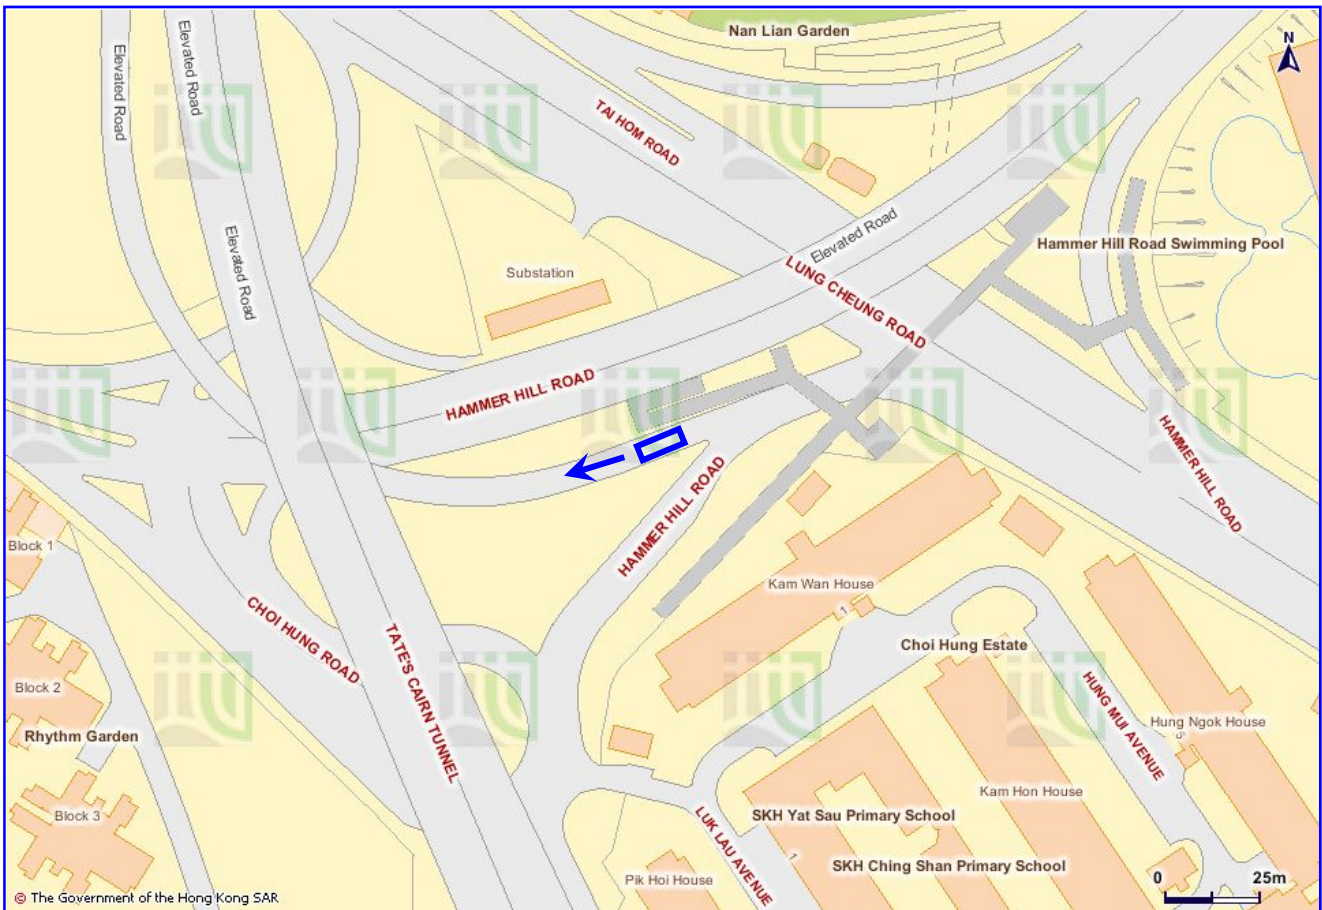 Nan Lian Garden
N
Elevated Road
Elevated Road
TAI HOM ROAD
Elevated Road
Elevated Road
Hammer Hill Road Swimming Pool
LUNG CHEUNG ROAD
Substation
HAMMER HILL ROAD
HAMMER HILL ROAD
HAMMER HILL ROAD
Block 1
Kam Wan House
1
CHOI HUNG ROAD
TATE'S CAIRN TUNNEL
Choi Hung Estate
HUNG MUI AVENUE
Block 2
Hung Ngok House
5
Rhythm Garden
Kam Hon House
Block 3
LUK LAU AVENUE
SKH Yat Sau Primary School
1
SKH Ching Shan Primary School
Pik Hoi House
0 25m
© The Government of the Hong Kong SAR